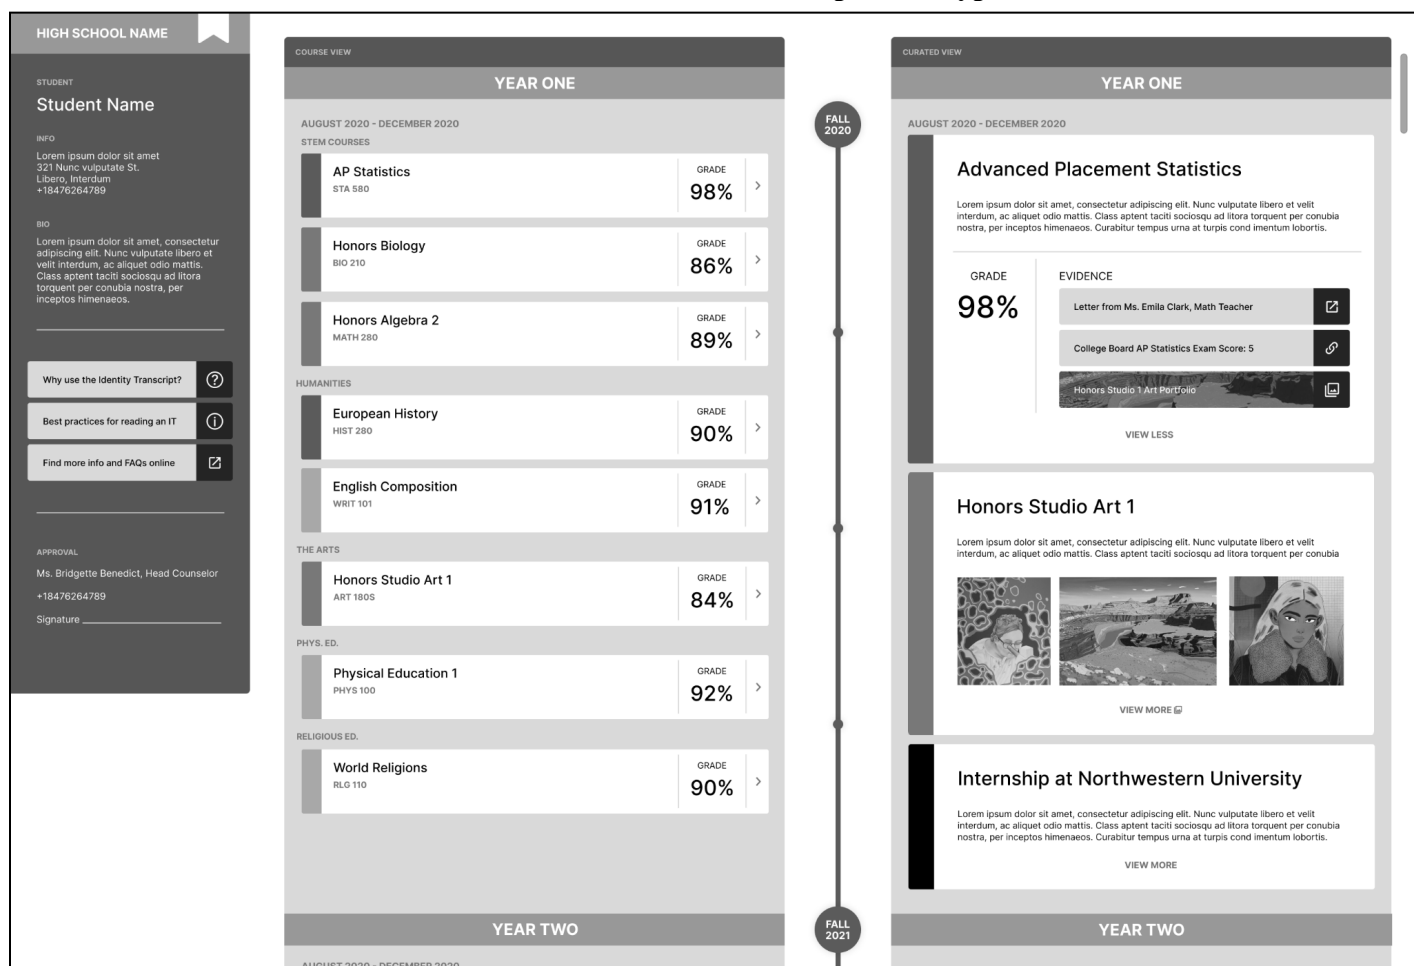 HIGH SCHOOL NAME
STUDENT
Student Name
INFO
Lorem ipsum dolor sit amet
321 Nunc vulputate St.
Libero, Interdum
+18476264789
BIO
Lorem ipsum dolor sit amet, consectetur
adipiscing elit. Nunc vulputate libero et
velit interdum, ac aliquet odio mattis.
Class aptent taciti sociosqu ad litora
torquent per conubia nostra, per
inceptos himenaeos.
Why use the Identity Transcript?
Best practices for reading an IT
Find more info and FAQs online
APPROVAL
Ms. Bridgette Benedict, Head Counselor
+18476264789
Signature
COURSE VIEW
YEAR ONE
AUGUST 2020 - DECEMBER 2020
STEM COURSES
AP Statistics
STA 580
GRADE
98%
Honors Biology
BIO 210
GRADE
86%
Honors Algebra 2
MATH 280
GRADE
89%
HUMANITIES
European History
HIST 280
GRADE
90%
English Composition
WRIT 101
GRADE
91%
THE ARTS
Honors Studio Art 1
ART 180S
GRADE
84%
PHYS. ED.
Physical Education 1
PHYS 100
GRADE
92%
RELIGIOUS ED.
World Religions
RLG 110
GRADE
90%
YEAR TWO
AUGUST 2020 - DECEMBER 2020
FALL
2020
FALL
2021
CURATED VIEW
YEAR ONE
AUGUST 2020 - DECEMBER 2020
Advanced Placement Statistics
Lorem ipsum dolor sit amet, consectetur adipiscing elit. Nunc vulputate libero et velit
interdum, ac aliquet odio mattis. Class aptent taciti sociosqu ad litora torquent per conubia
nostra, per inceptos himenaeos. Curabitur tempus urna at turpis cond imentum lobortis.
GRADE
98%
EVIDENCE
Letter from Ms. Emila Clark, Math Teacher
College Board AP Statistics Exam Score: 5
Honors Studio 1 Art Portfolio
VIEW LESS
Honors Studio Art 1
Lorem ipsum dolor sit amet, consectetur adipiscing elit. Nunc vulputate libero et velit
interdum, ac aliquet odio mattis. Class aptent taciti sociosqu ad litora torquent per conubia
VIEW MORE
Internship at Northwestern University
Lorem ipsum dolor sit amet, consectetur adipiscing elit. Nunc vulputate libero et velit
interdum, ac aliquet odio mattis. Class aptent taciti sociosqu ad litora torquent per conubia
nostra, per inceptos himenaeos. Curabitur tempus urna at turpis cond imentum lobortis.
VIEW MORE
YEAR TWO